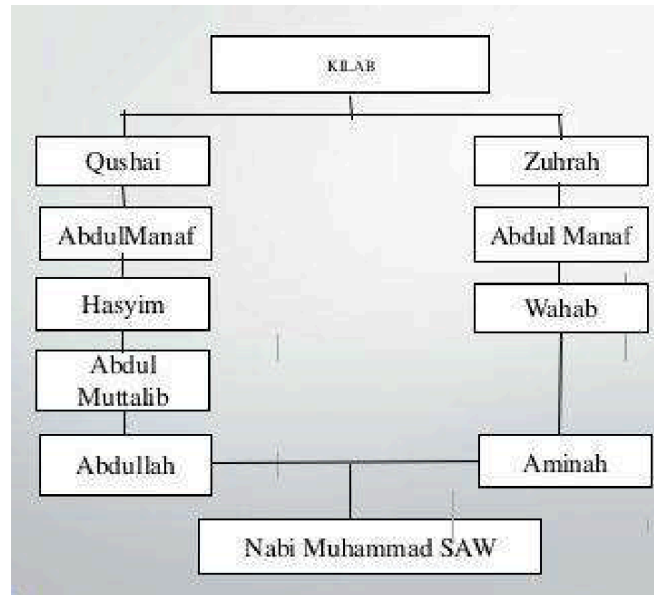 KILAB
Qushai
Zuhrah
AbdulManaf
Abdul Manaf
Hasyim
Wahab
Abdul
Muttalib
Abdullah
Aminah
Nabi Muhammad SAW